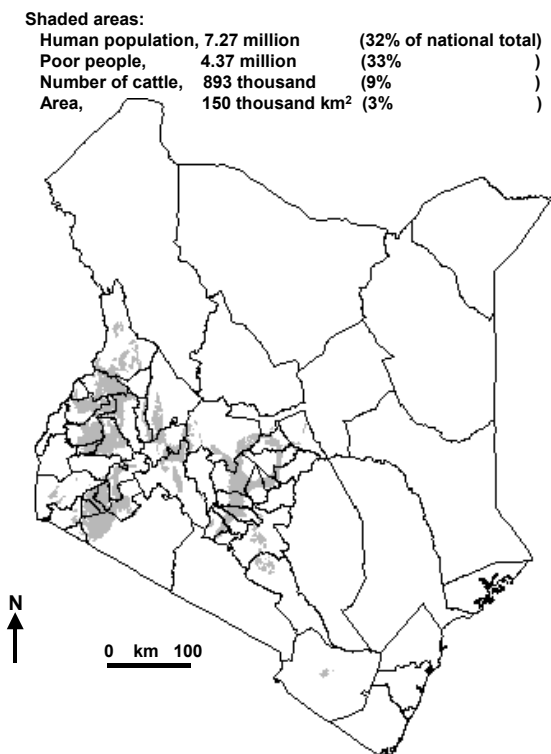 Shaded areas:
Human population, 7.27 million (32% of national total)
Poor people, 4.37 million (33% )
Number of cattle, 893 thousand (9% )
Area, 150 thousand km² (3% )
N
0 km 100